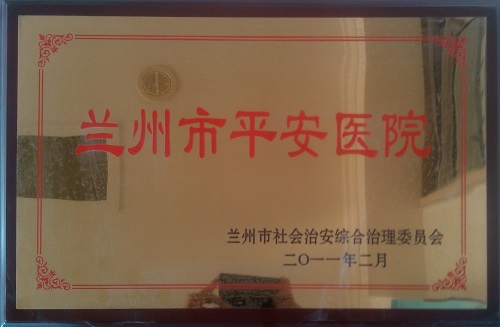 兰州市平安医院
兰州市社会治安综合治理委员会
二〇一一年二月